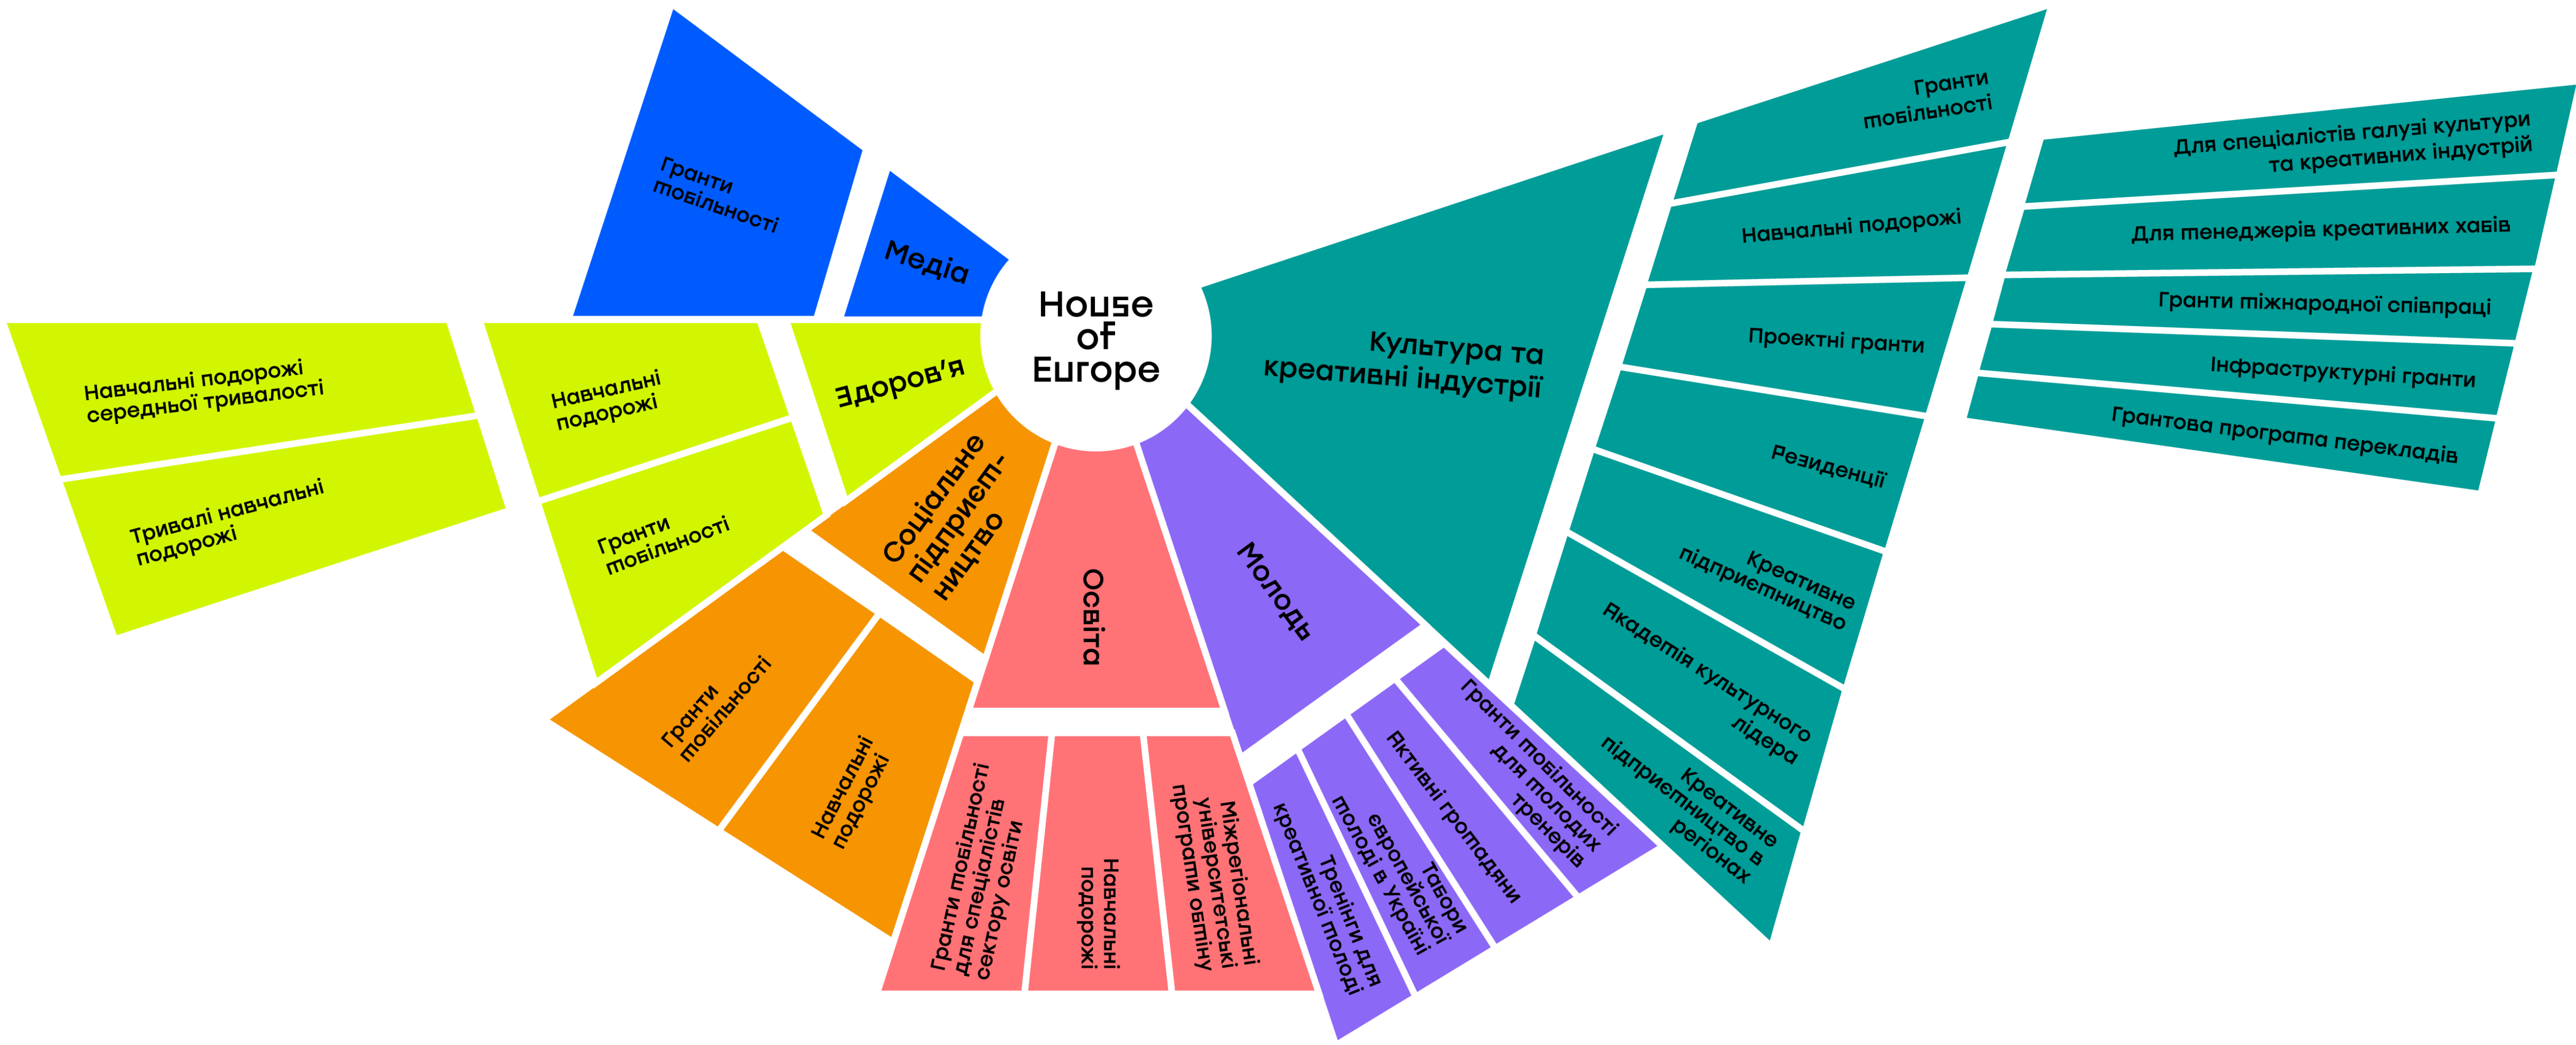 House
of
Europe
Медіа
Гранти
мобільності
Здоров'я
Навчальні
подорожі
Гранти
мобільності
Навчальні подорожі
середньої тривалості
Тривалі навчальні
подорожі
Соціальне
підприєм-
ництво
Гранти
мобільності
Навчальні
подорожі
Освіта
Гранти мобільності
для спеціалістів
сектору освіти
Навчальні
подорожі
Міжрегіональні
університетські
програми обміну
Молодь
Тренінги для
креативної молоді
Табори
європейської
молоді в Україні
Активні громадяни
Гранти мобільності
для молодих
тренерів
Культура та
креативні індустрії
Гранти
мобільності
Навчальні подорожі
Проектні гранти
Резиденції
Креативне
підприємництво
Академія культурного
лідера
Креативне
підприємництво в
регіонах
Для спеціалістів галузі культури
та креативних індустрій
Для менеджерів креативних хабів
Гранти міжнародної співпраці
Інфраструктурні гранти
Грантова програма перекладів